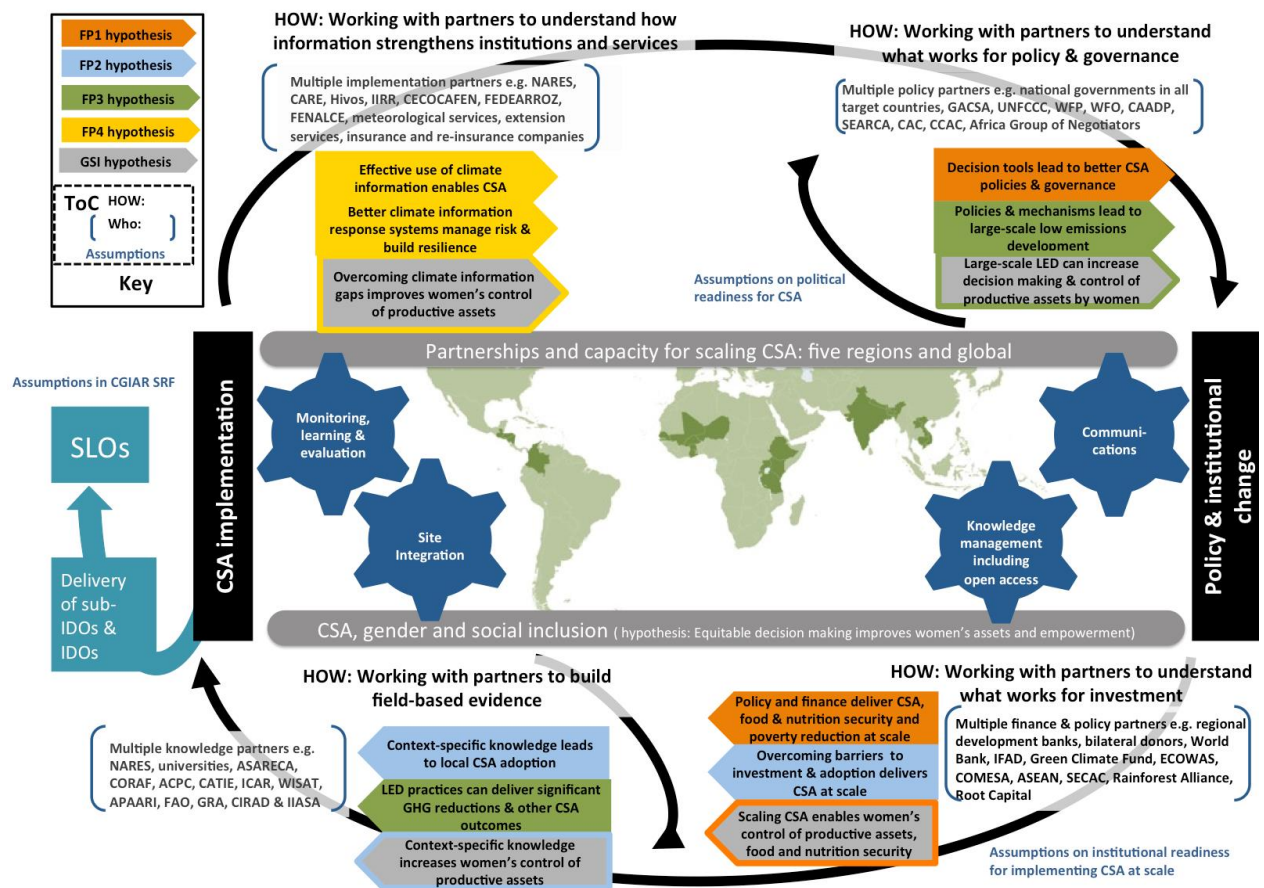 FP1 hypothesis
FP2 hypothesis
FP3 hypothesis
FP4 hypothesis
GSI hypothesis
ToC HOW:
Who:
Assumptions
Key
HOW: Working with partners to understand how
information strengthens institutions and services
Multiple implementation partners e.g. NARES,
CARE, Hivos, IIRR, CECOCAFEN, FEDEARROZ,
FENALCE, meteorological services, extension
services, insurance and re-insurance companies
Effective use of climate
information enables CSA
Better climate information
response systems manage risk &
build resilience
Overcoming climate information
gaps improves women's control
of productive assets
HOW: Working with partners to understand
what works for policy & governance
Multiple policy partners e.g. national governments in all
target countries, GACSA, UNFCCC, WFP, WFO, CAADP,
SEARCA, CAC, CCAC, Africa Group of Negotiators
Decision tools lead to better CSA
policies & governance
Policies & mechanisms lead to
large-scale low emissions
development
Large-scale LED can increase
decision making & control of
productive assets by women
Assumptions on political
readiness for CSA
Partnerships and capacity for scaling CSA: five regions and global
Assumptions in CGIAR SRF
SLOs
Delivery
of sub-
IDOs &
IDOs
CSA implementation
Monitoring,
learning &
evaluation
Site
Integration
Knowledge
management
including
open access
Communi-
cations
Policy & institutional
change
CSA, gender and social inclusion ( hypothesis: Equitable decision making improves women's assets and empowerment)
HOW: Working with partners to build
field-based evidence
Multiple knowledge partners e.g.
NARES, universities, ASARECA,
CORAF, ACPC, CATIE, ICAR, WISAT,
APAARI, FAO, GRA, CIRAD & IIASA
Context-specific knowledge leads
to local CSA adoption
LED practices can deliver significant
GHG reductions & other CSA
outcomes
Context-specific knowledge
increases women's control of
productive assets
HOW: Working with partners to understand
what works for investment
Policy and finance deliver CSA,
food & nutrition security and
poverty reduction at scale
Overcoming barriers to
investment & adoption delivers
CSA at scale
Scaling CSA enables women's
control of productive assets,
food and nutrition security
Multiple finance & policy partners e.g. regional
development banks, bilateral donors, World
Bank, IFAD, Green Climate Fund, ECOWAS,
COMESA, ASEAN, SECAC, Rainforest Alliance,
Root Capital
Assumptions on institutional readiness
for implementing CSA at scale